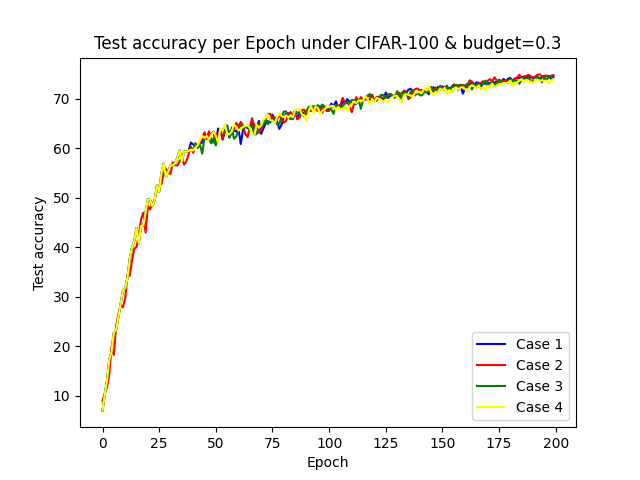 Test accuracy per Epoch under CIFAR-100 & budget=0.3
Test accuracy
70
60
50
40
30
20
10
0
25
50
75
100
125
150
175
200
Epoch
Case 1
Case 2
Case 3
Case 4